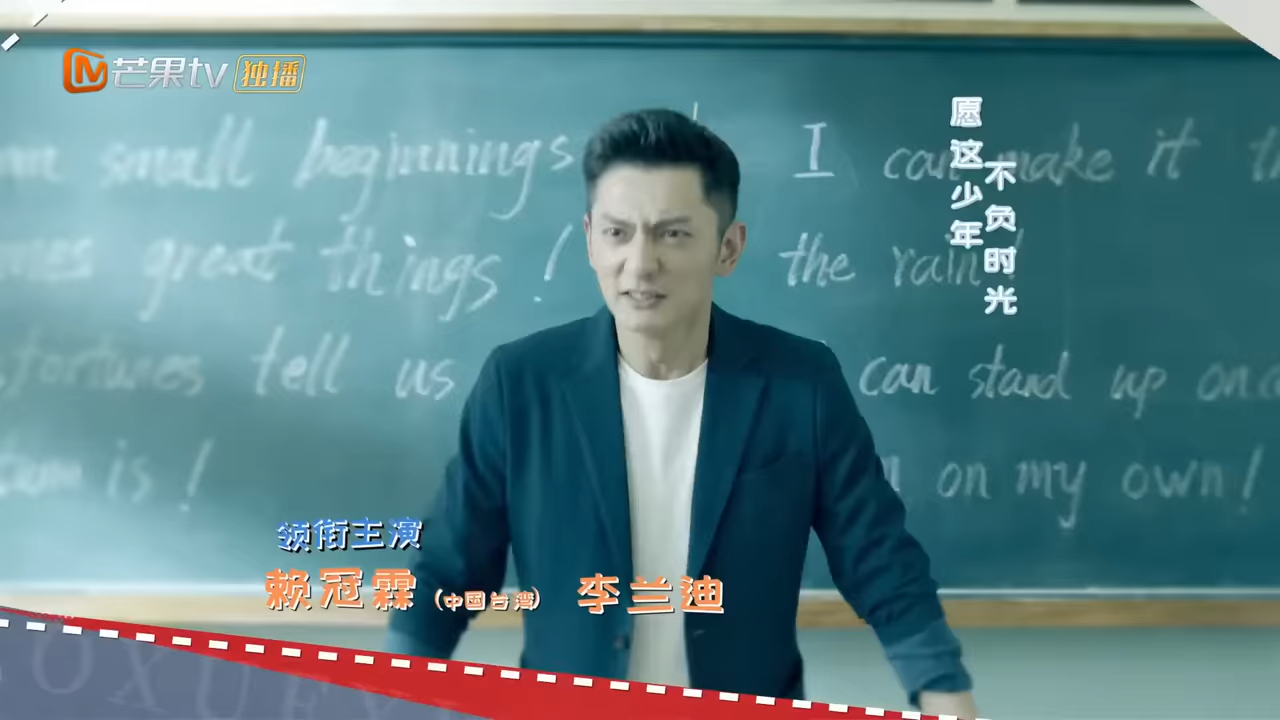 芒果tv 独播
愿这少年
不负时光
small beginnings
great things!
tell us
is!
I can make it
the rain!
can stand up
on my own!
领衔主演
赖冠霖（中国台湾） 李兰迪